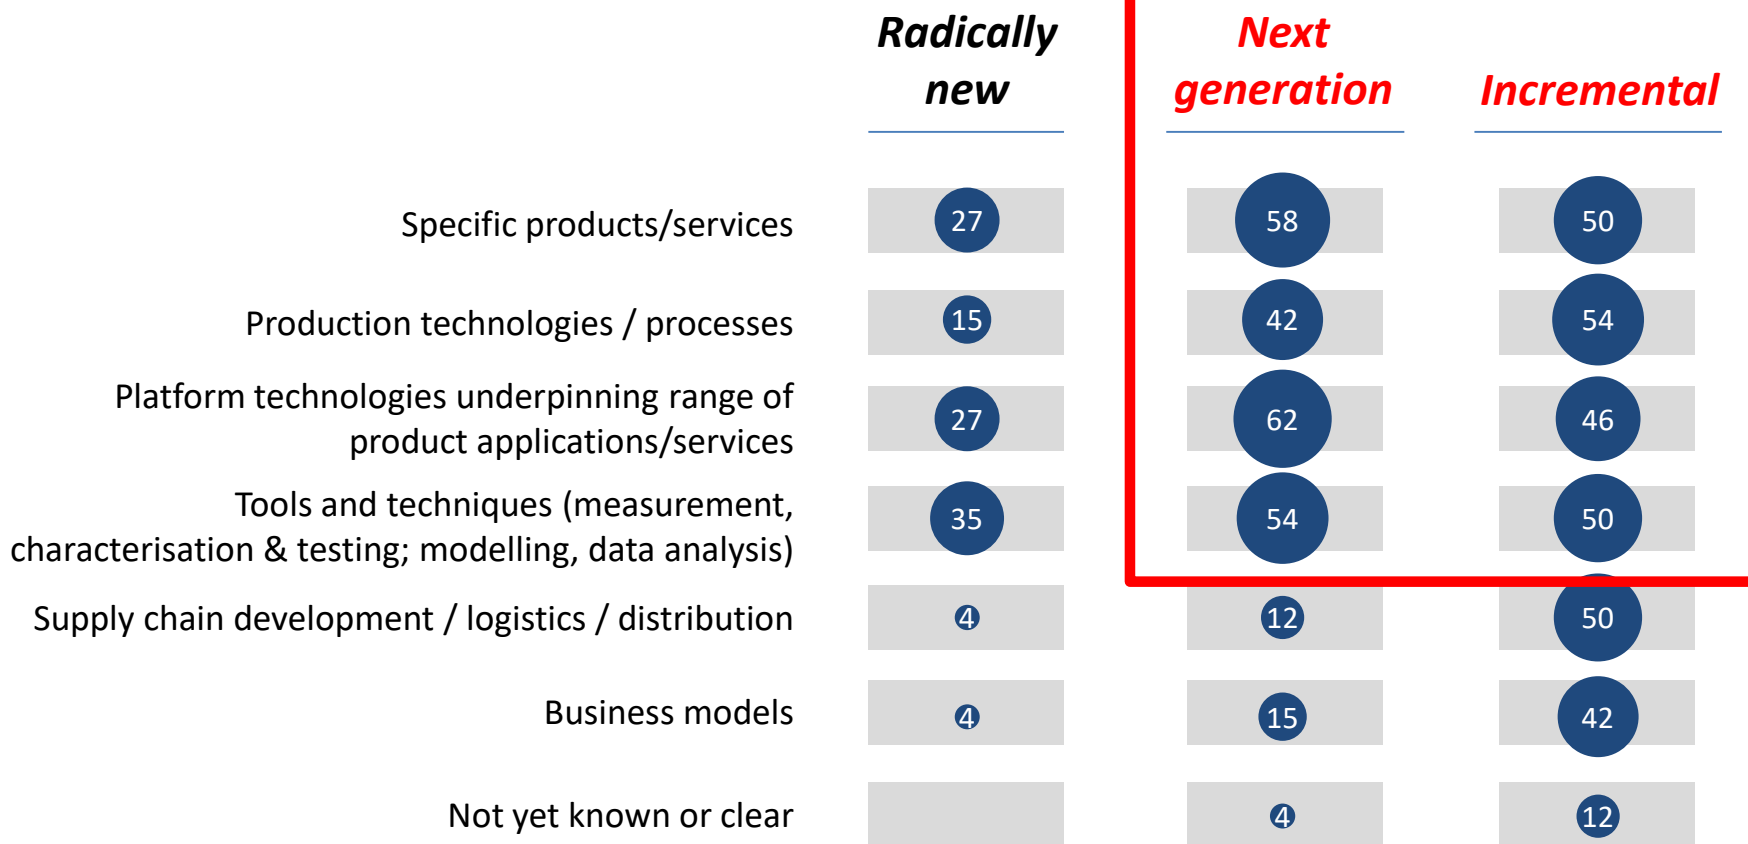 Radically
new
Next
generation
Incremental
Specific products/services
27
58
50
Production technologies / processes
15
42
54
Platform technologies underpinning range of
product applications/services
27
62
46
Tools and techniques (measurement,
characterisation & testing; modelling, data analysis)
35
54
50
Supply chain development / logistics / distribution
4
12
50
Business models
4
15
42
Not yet known or clear
4
12